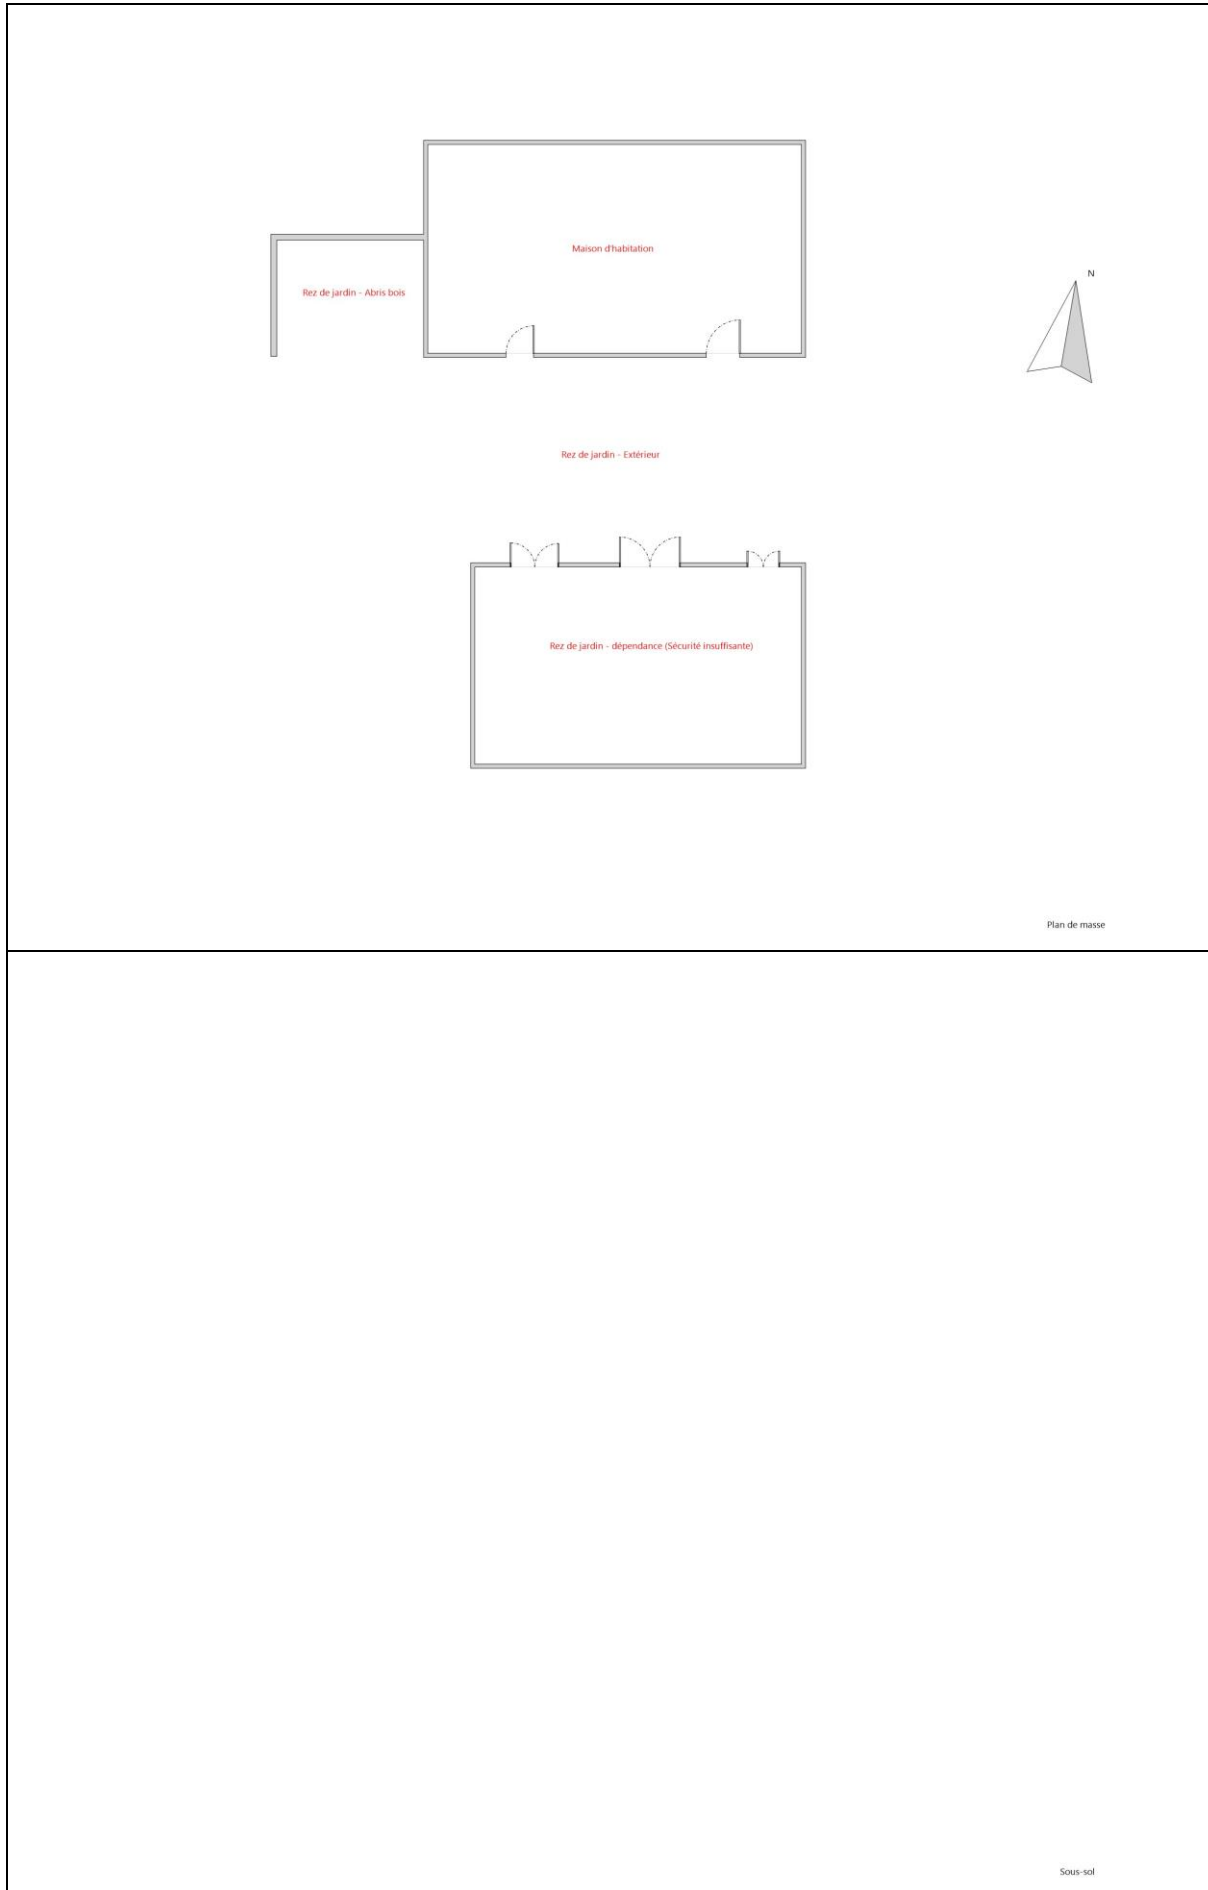 Maison d'habitation
N
Rez de jardin - Abris bois
Rez de jardin - Extérieur
Rez de jardin - dépendance (Sécurité insuffisante)
Plan de masse
Sous-sol